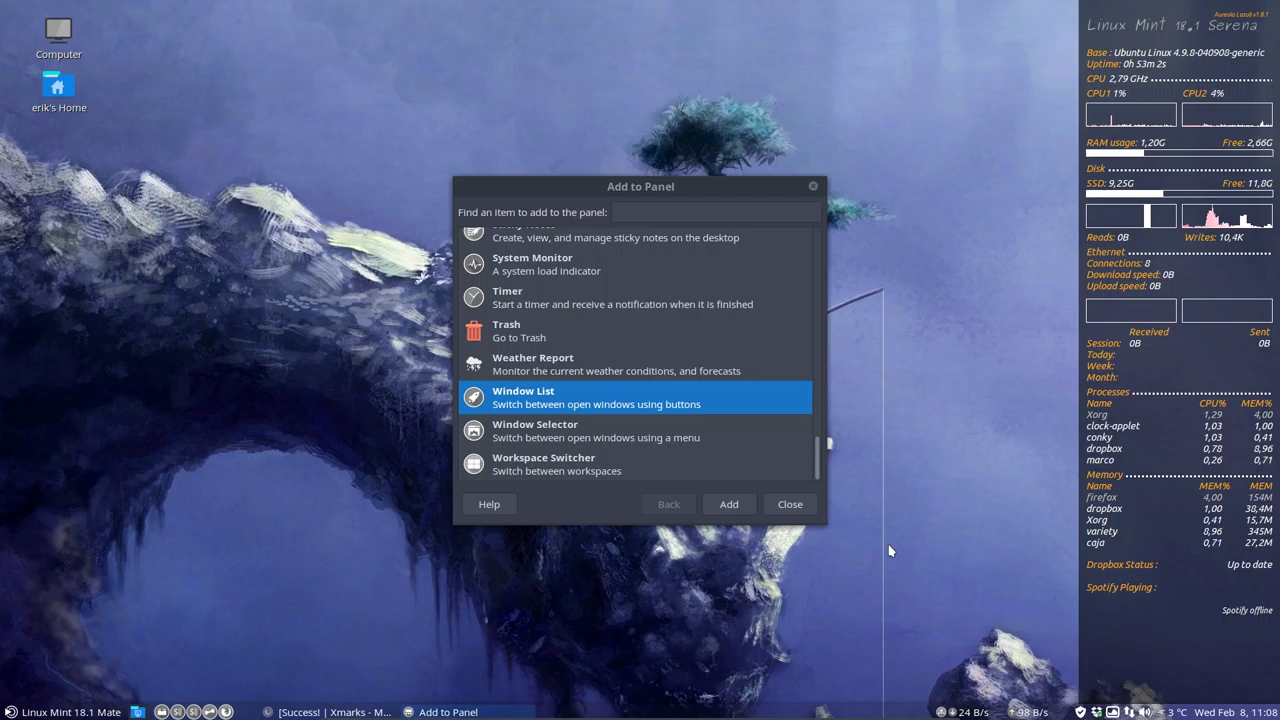 Computer
erik's Home
Add to Panel
Find an item to add to the panel:
Create, view, and manage sticky notes on the desktop
System Monitor
A system load indicator
Timer
Start a timer and receive a notification when it is finished
Trash
Go to Trash
Weather Report
Monitor the current weather conditions, and forecasts
Window List
Switch between open windows using buttons
Window Selector
Switch between open windows using a menu
Workspace Switcher
Switch between workspaces
Help
Back
Add
Close
Aureola Lazuli v1.8.1
Linux Mint 18.1 Serena
Base : Ubuntu Linux 4.9.8-040908-generic
Uptime: 0h 53m 2s
CPU 2,79 GHz
CPU1 1% CPU2 4%
RAM usage: 1,20G Free: 2,66G
Disk
SSD: 9,25G Free: 11,8G
Reads: 0B Writes: 10,4K
Ethernet
Connections: 8
Download speed: 0B
Upload speed: 0B
Received Sent
Session: 0B 0B
Today:
Week:
Month:
Processes
Name CPU% MEM%
Xorg 1,29 4,00
clock-applet 1,03 1,00
conky 1,03 0,41
dropbox 0,78 8,96
marco 0,26 0,71
Memory
Name MEM% MEM
firefox 4,00 154M
dropbox 1,00 38,4M
Xorg 0,41 15,7M
variety 8,96 345M
caja 0,71 27,2M
Dropbox Status : Up to date
Spotify Playing :
Spotify offline
Linux Mint 18.1 Mate
[Success! | Xmarks - M...
Add to Panel
24 B/s
98 B/s
3 °C
Wed Feb 8, 11:08